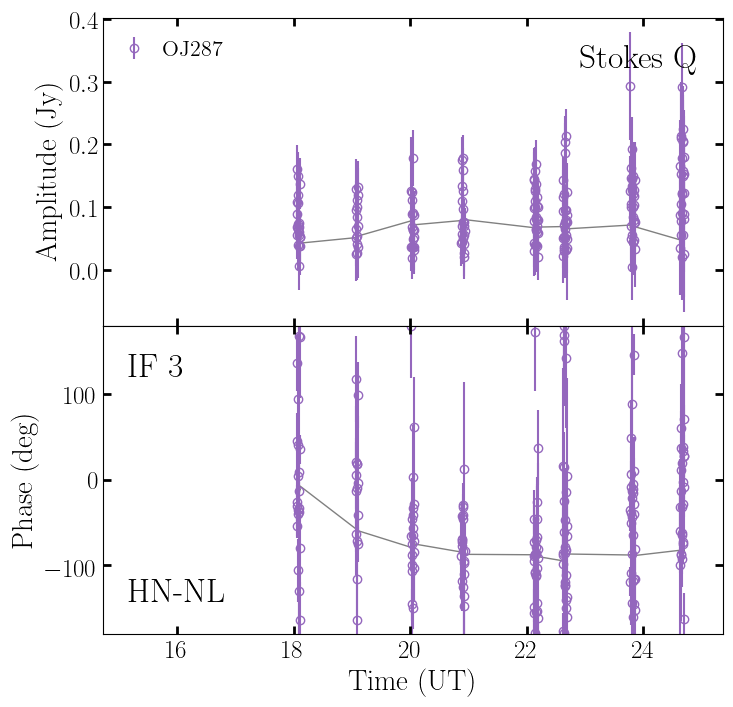 OJ287
Stokes Q
Amplitude (Jy)
0.4
0.3
0.2
0.1
0.0
IF 3
HN-NL
Phase (deg)
100
0
−100
16
18
20
22
24
Time (UT)